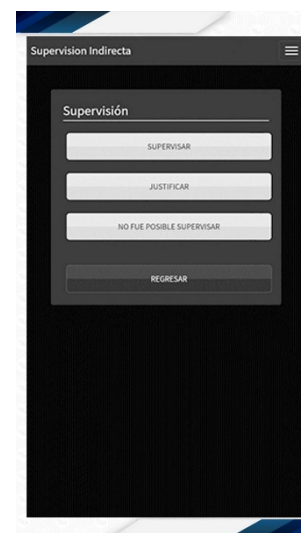 Supervision Indirecta
Supervisión
SUPERVISAR
JUSTIFICAR
NO FUE POSIBLE SUPERVISAR
REGRESAR